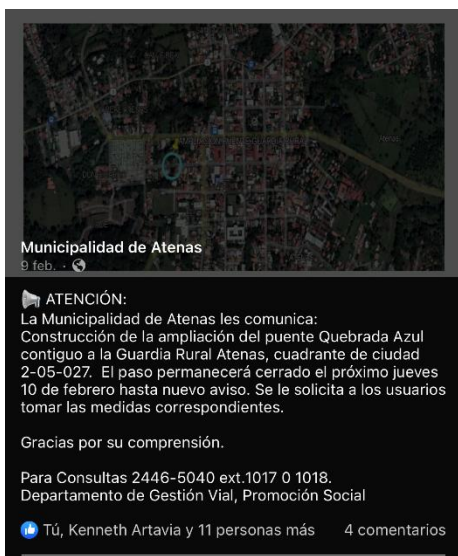 Atenas
Municipalidad de Atenas
9 feb. ·
ATENCIÓN:
La Municipalidad de Atenas les comunica:
Construcción de la ampliación del puente Quebrada Azul
contiguo a la Guardia Rural Atenas, cuadrante de ciudad
2-05-027. El paso permanecerá cerrado el próximo jueves
10 de febrero hasta nuevo aviso. Se le solicita a los usuarios
tomar las medidas correspondientes.
Gracias por su comprensión.
Para Consultas 2446-5040 ext.1017 0 1018.
Departamento de Gestión Vial, Promoción Social
Tú, Kenneth Artavia y 11 personas más 4 comentarios